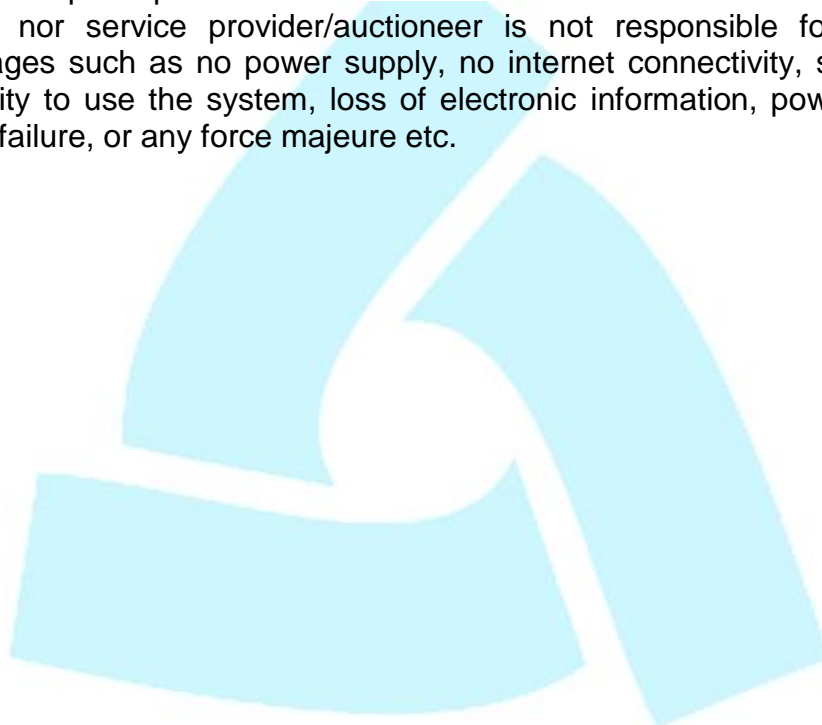 nor service provider/auctioneer is not responsible fo
ages such as no power supply, no internet connectivity, s
ity to use the system, loss of electronic information, pow
failure, or any force majeure etc.